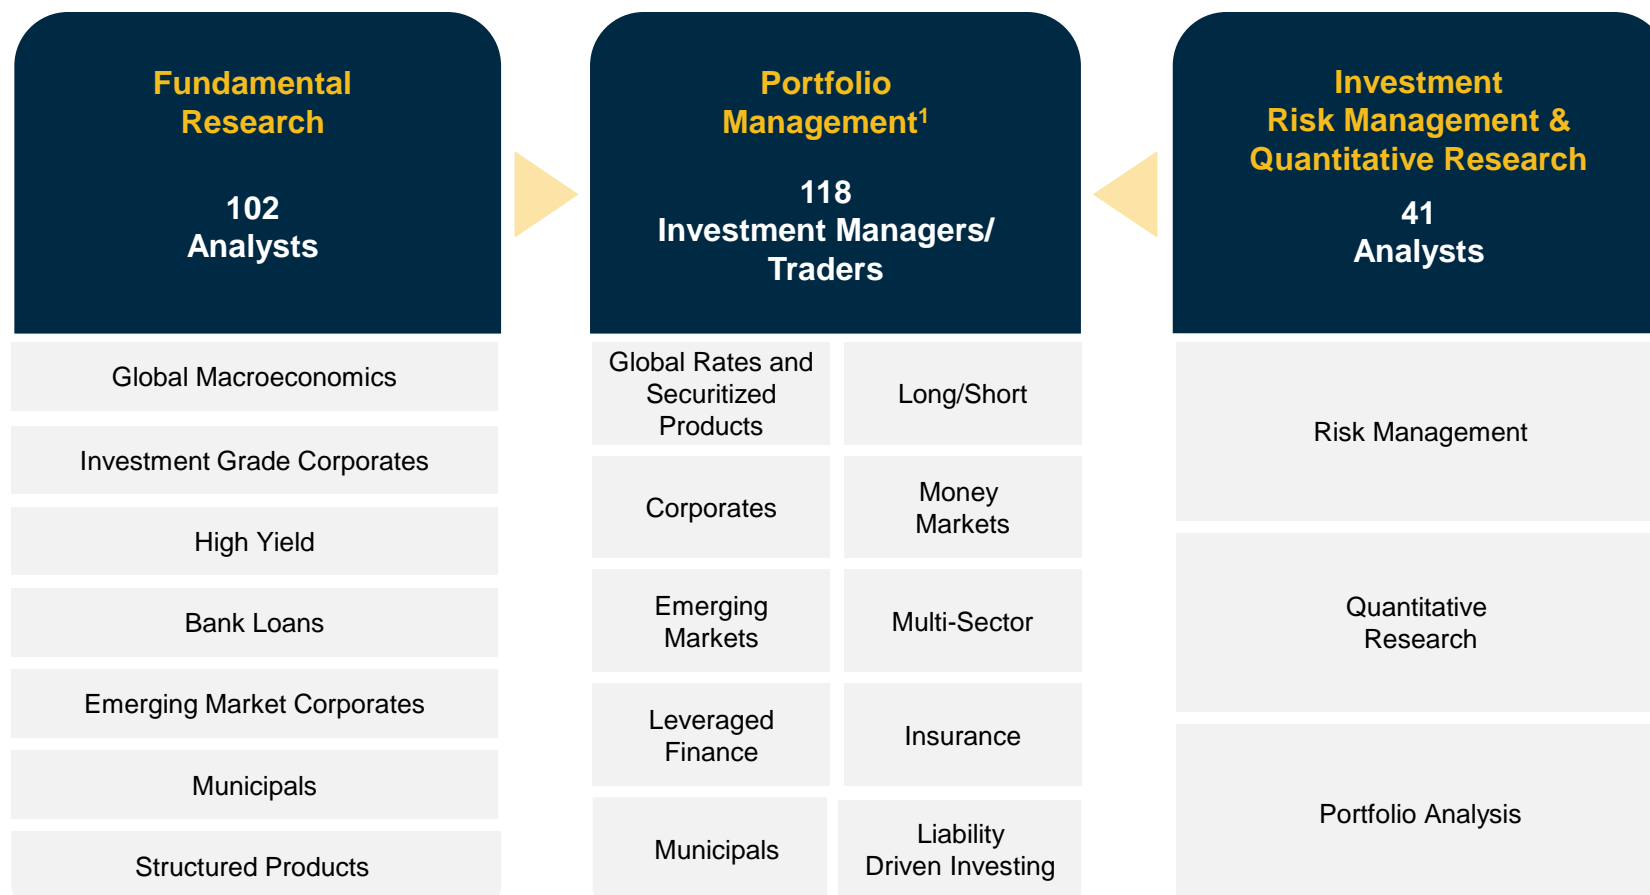 Fundamental
Research
102
Analysts
Global Macroeconomics
Investment Grade Corporates
High Yield
Bank Loans
Emerging Market Corporates
Municipals
Structured Products
Portfolio
Management¹
118
Investment Managers/
Traders
Global Rates and
Securitized
Products
Long/Short
Corporates
Money
Markets
Emerging
Markets
Multi-Sector
Leveraged
Finance
Insurance
Municipals
Liability
Driven Investing
Investment
Risk Management &
Quantitative Research
41
Analysts
Risk Management
Quantitative
Research
Portfolio Analysis